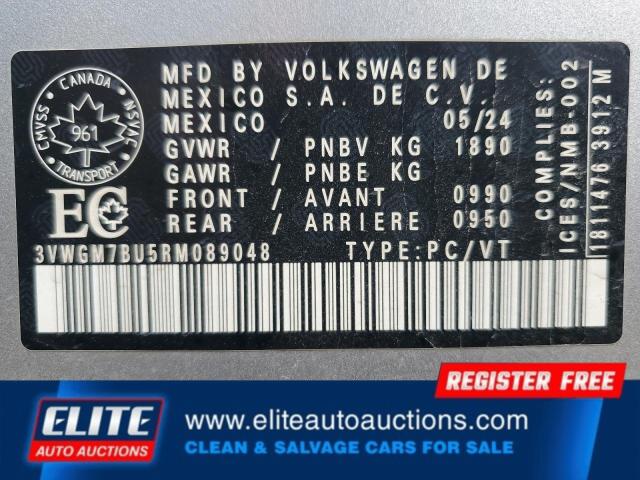 CANADA
CMVSS
NSVAC
961
TRANSPORT
EC
MFD BY VOLKSWAGEN DE
MEXICO S.A. DE C.V.,
MEXICO 05/24
GVWR / PNBV KG 1890
GAWR / PNBE KG
FRONT / AVANT 0990
REAR / ARRIERE 0950
3VWGM7BU5RM089048 TYPE:PC/VT
COMPLIES:
ICES/NMB-002
1811476 3912 M
REGISTER FREE
ELITE
AUTO AUCTIONS
www.eliteautoauctions.com
CLEAN & SALVAGE CARS FOR SALE